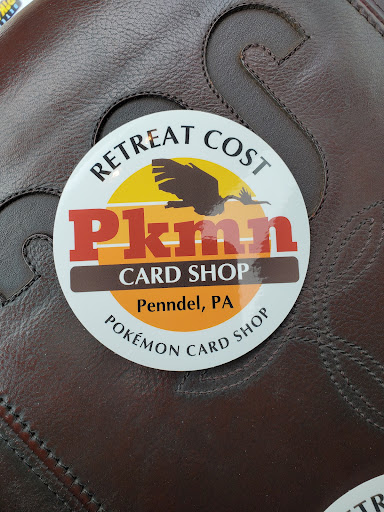 RETREAT COST
Pkmn
CARD SHOP
Penndel, PA
POKÉMON CARD SHOP